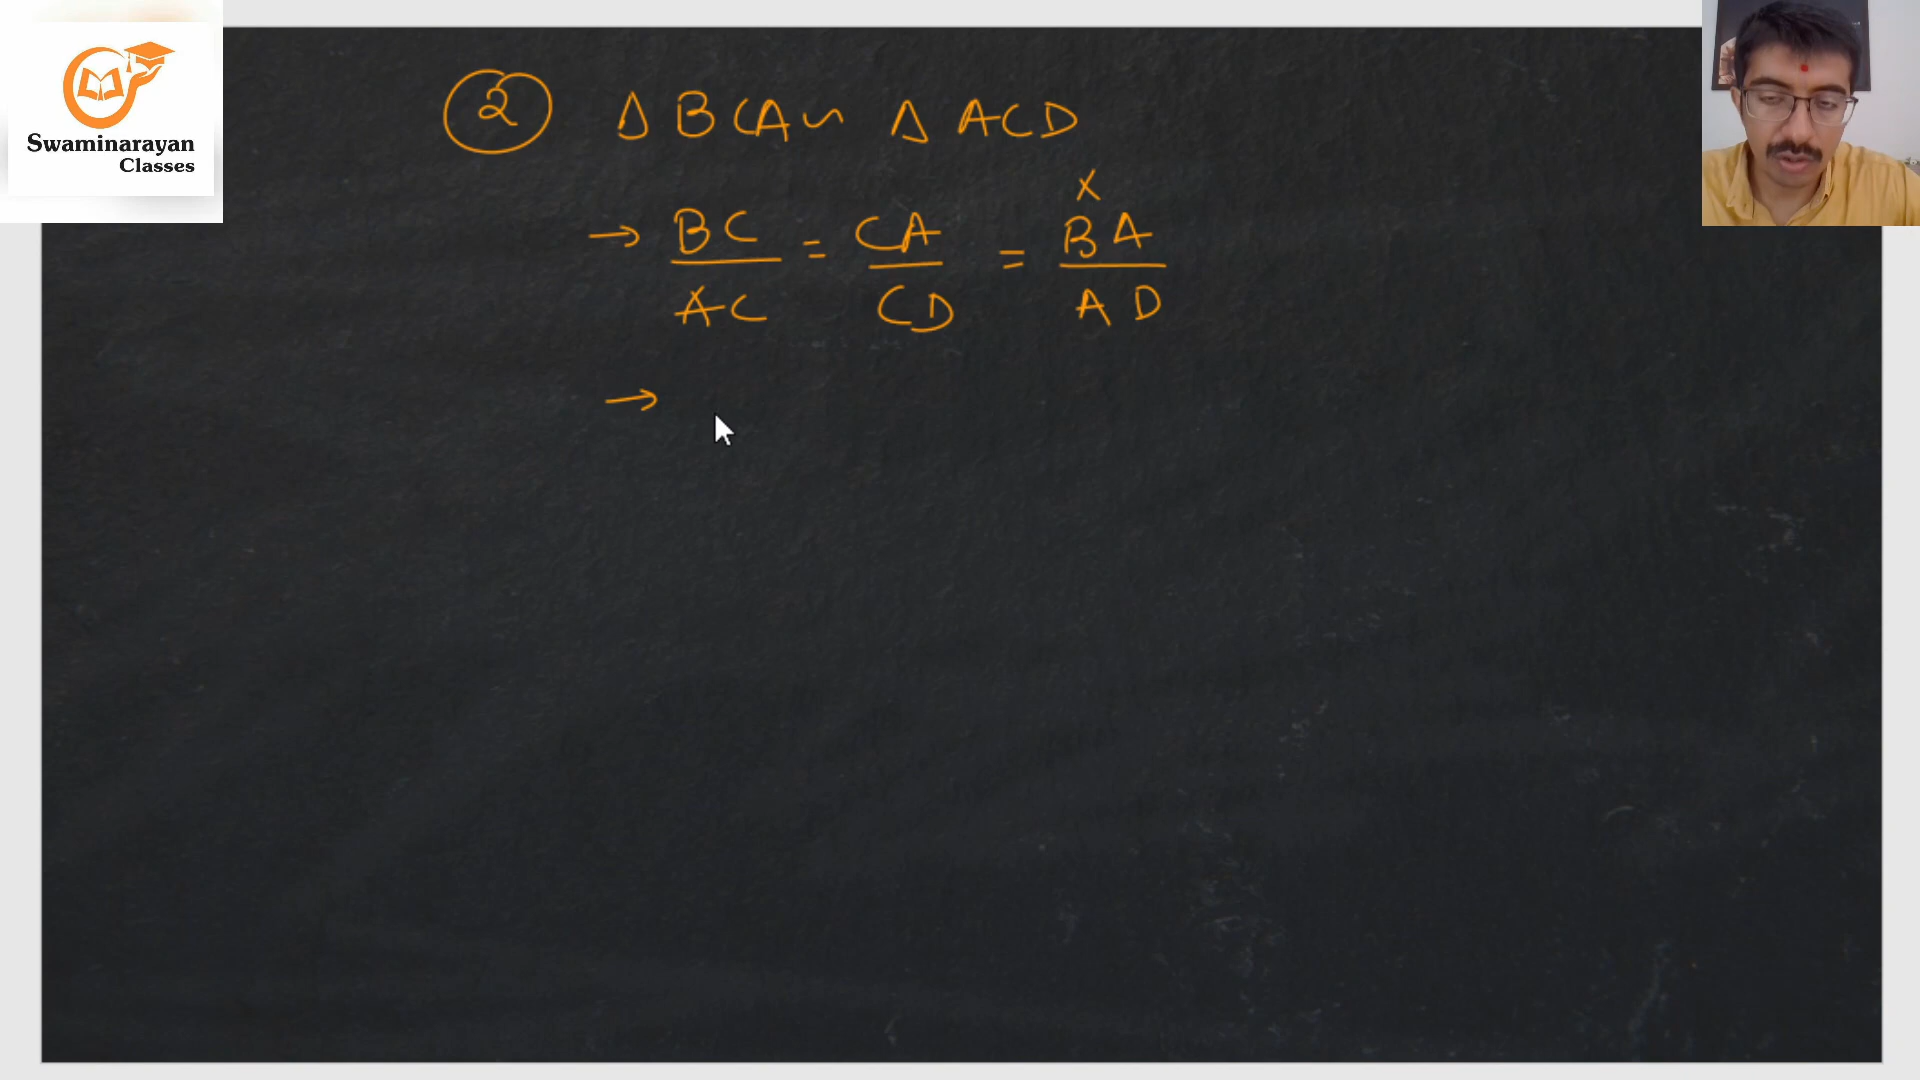 Swaminarayan
Classes
② Δ BCA ~ Δ ACD
x
→ BC/AC = CA/CD = BA/AD
→